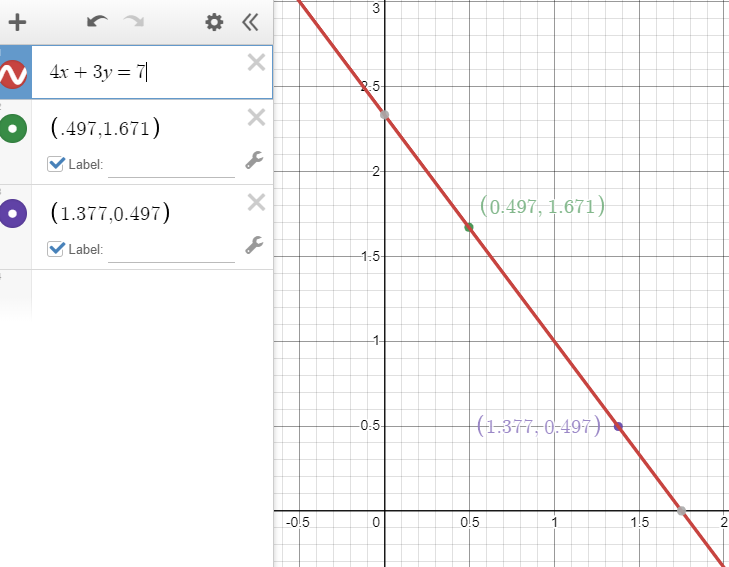 4x + 3y = 7
(.497,1.671)
Label:
(1.377,0.497)
Label:
3
2.5
2
(0.497, 1.671)
1.5
1
0.5
(1.377, 0.497)
-0.5 0 0.5 1 1.5 2